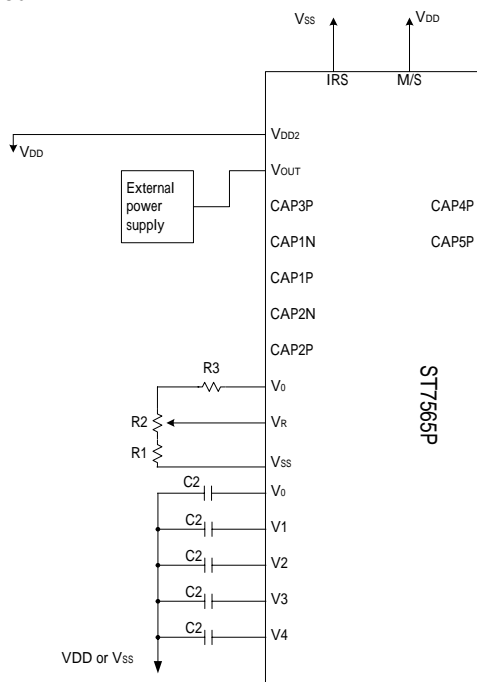 VSS VDD
IRS M/S
VDD2
VDD
VOUT
External
power
supply
CAP3P CAP4P
CAP1N CAP5P
CAP1P
CAP2N
CAP2P
R3
V0
R2
VR
R1
VSS
C2
V0
C2
V1
C2
V2
C2
V3
C2
V4
VDD or VSS
ST7565P